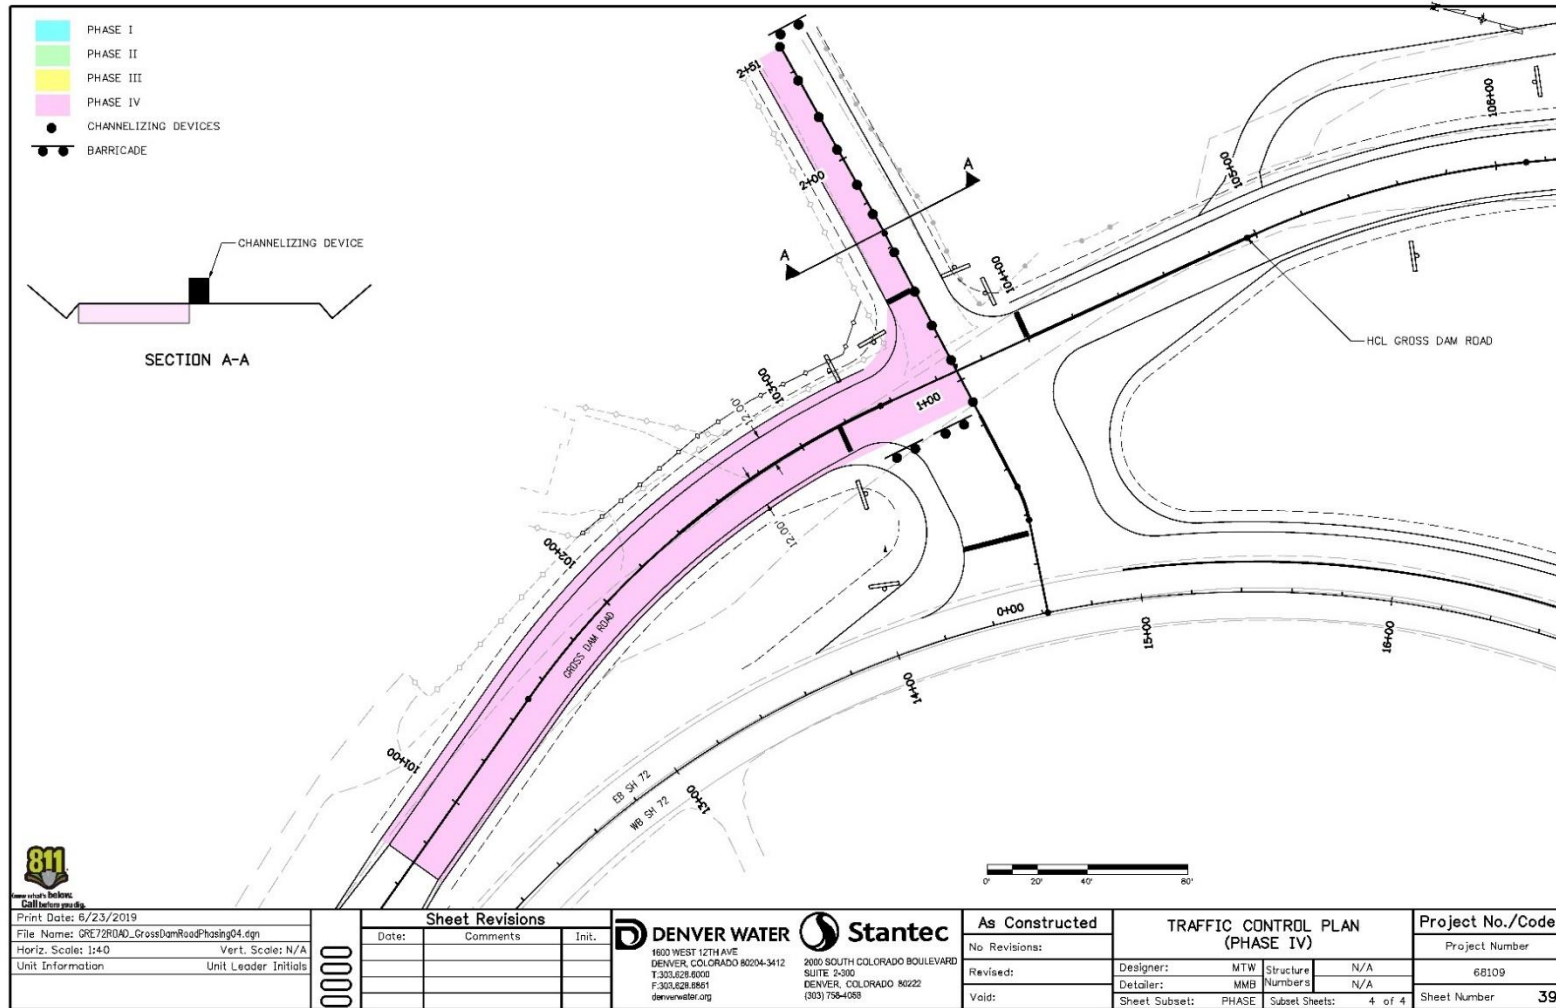 PHASE I
PHASE II
PHASE III
PHASE IV
CHANNELIZING DEVICES
BARRICADE
CHANNELIZING DEVICE
SECTION A-A
2+51
2+00
A
A
105+00
106+00
104+00
HCL GROSS DAM ROAD
103+00
12.00'
1+00
12.00'
102+00
GROSS DAM ROAD
0+00
15+00
16+00
14+00
101+00
EB SH 72
WB SH 72
13+00
0' 20' 40' 80'
811
Know what's below.
Call before you dig.
Print Date: 6/23/2019
File Name: GRE72ROAD_GrossDamRoadPhasing04.dgn
Horiz. Scale: 1:40 Vert. Scale: N/A
Unit Information Unit Leader Initials
0000
Sheet Revisions
Date: Comments Init.
DENVER WATER
1600 WEST 12TH AVE
DENVER, COLORADO 80204-3412
T:303.628.6000
F:303.628.6851
denverwater.org
Stantec
2000 SOUTH COLORADO BOULEVARD
SUITE 2-300
DENVER, COLORADO 80222
(303) 758-4058
As Constructed
No Revisions:
Revised:
Void:
TRAFFIC CONTROL PLAN
(PHASE IV)
Designer: MTW
Detailer: MMB
Structure Numbers N/A
N/A
Sheet Subset: PHASE Subset Sheets: 4 of 4
Project No./Code
Project Number
68109
Sheet Number 39